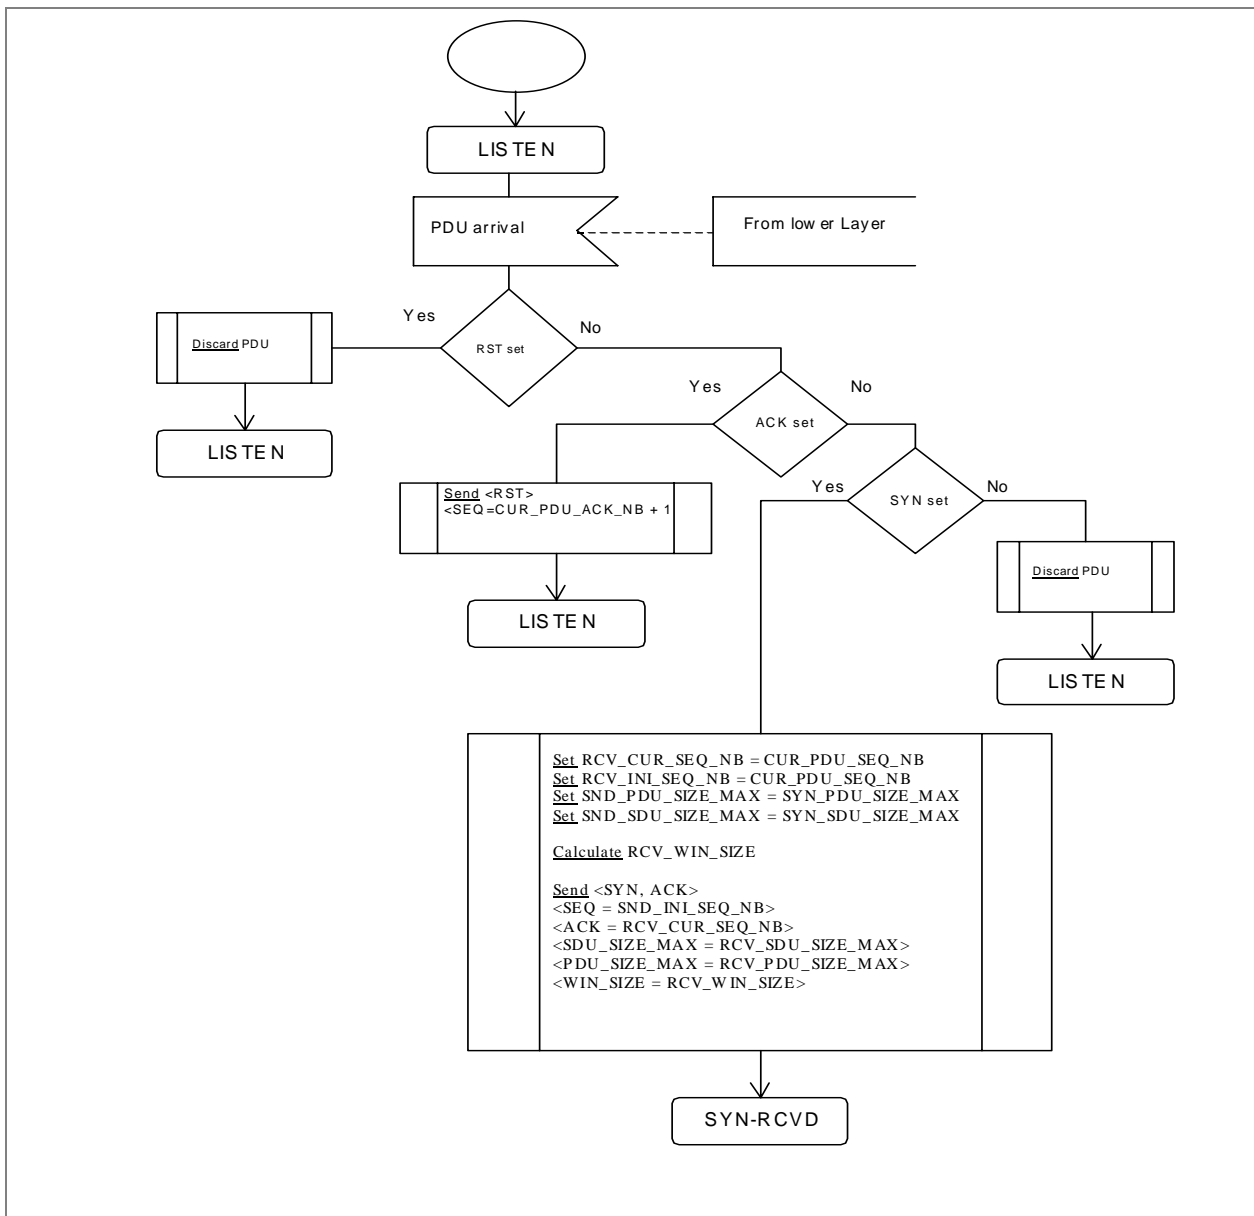 LISTEN
PDU arrival
From lower Layer
Yes
No
RST set
Discard PDU
LISTEN
Yes
No
ACK set
Send <RST>
<SEQ=CUR_PDU_ACK_NB + 1
LISTEN
Yes
No
SYN set
Discard PDU
LISTEN
Set RCV_CUR_SEQ_NB = CUR_PDU_SEQ_NB
Set RCV_INI_SEQ_NB = CUR_PDU_SEQ_NB
Set SND_PDU_SIZE_MAX = SYN_PDU_SIZE_MAX
Set SND_SDU_SIZE_MAX = SYN_SDU_SIZE_MAX
Calculate RCV_WIN_SIZE
Send <SYN, ACK>
<SEQ = SND_INI_SEQ_NB>
<ACK = RCV_CUR_SEQ_NB>
<SDU_SIZE_MAX = RCV_SDU_SIZE_MAX>
<PDU_SIZE_MAX = RCV_PDU_SIZE_MAX>
<WIN_SIZE = RCV_WIN_SIZE>
SYN-RCVD